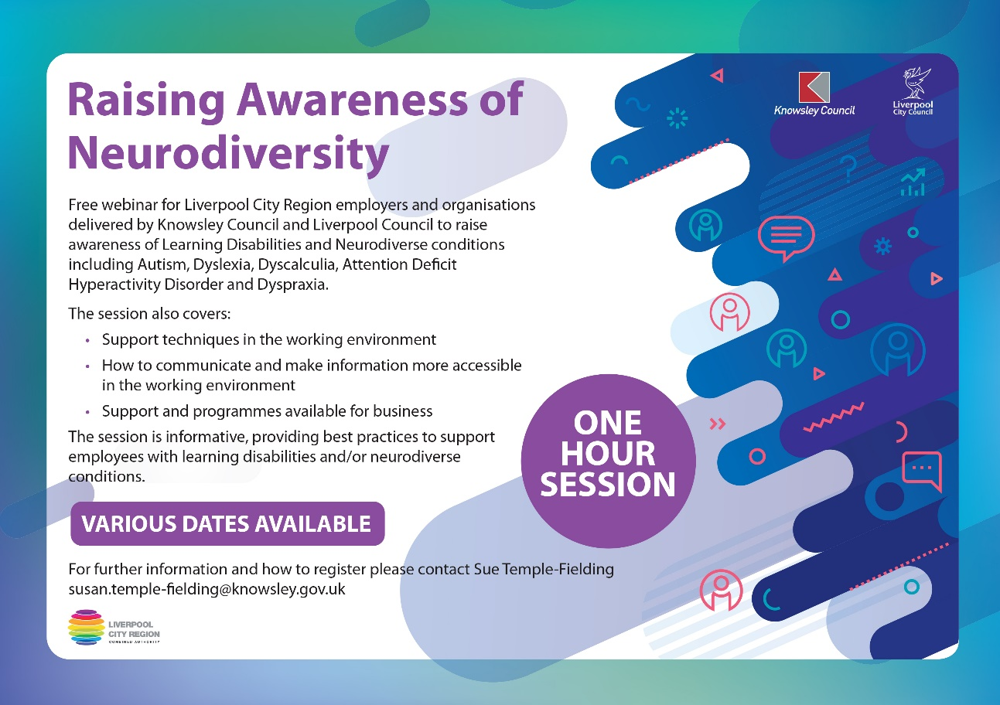 Raising Awareness of
Neurodiversity
Knowsley Council
Liverpool
City Council
Free webinar for Liverpool City Region employers and organisations
delivered by Knowsley Council and Liverpool Council to raise
awareness of Learning Disabilities and Neurodiverse conditions
including Autism, Dyslexia, Dyscalculia, Attention Deficit
Hyperactivity Disorder and Dyspraxia.
The session also covers:
• Support techniques in the working environment
• How to communicate and make information more accessible
in the working environment
• Support and programmes available for business
The session is informative, providing best practices to support
employees with learning disabilities and/or neurodiverse
conditions.
ONE
HOUR
SESSION
VARIOUS DATES AVAILABLE
For further information and how to register please contact Sue Temple-Fielding
susan.temple-fielding@knowsley.gov.uk
LIVERPOOL
CITY REGION
COMBINED AUTHORITY